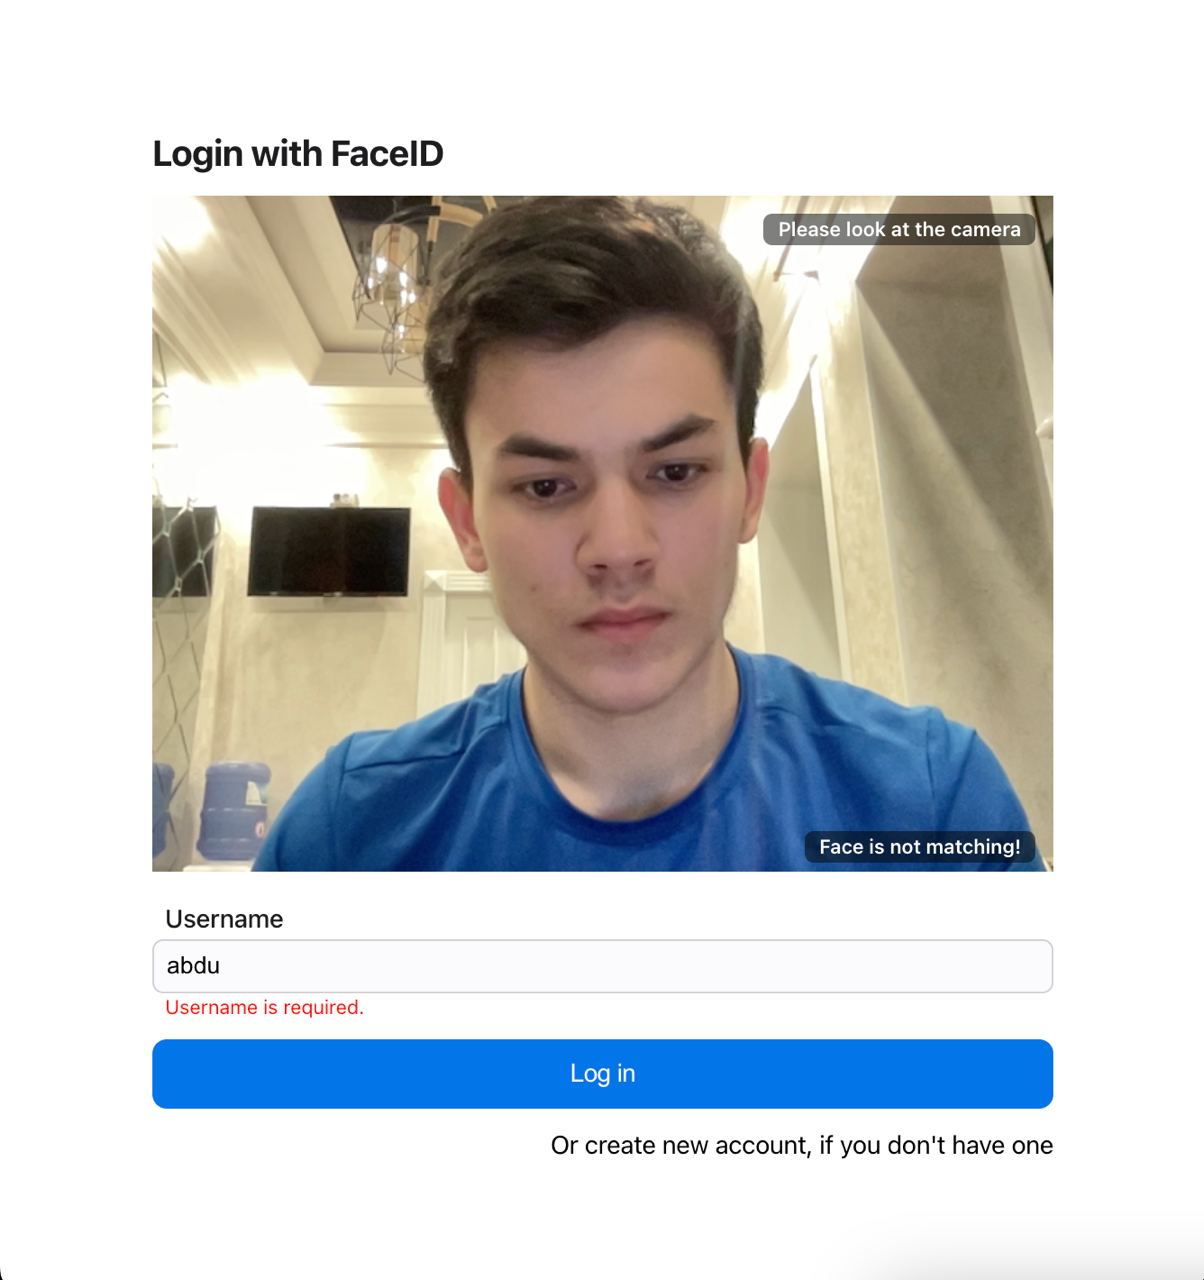 Login with FaceID
Please look at the camera
Face is not matching!
Username
abdu
Username is required.
Log in
Or create new account, if you don't have one